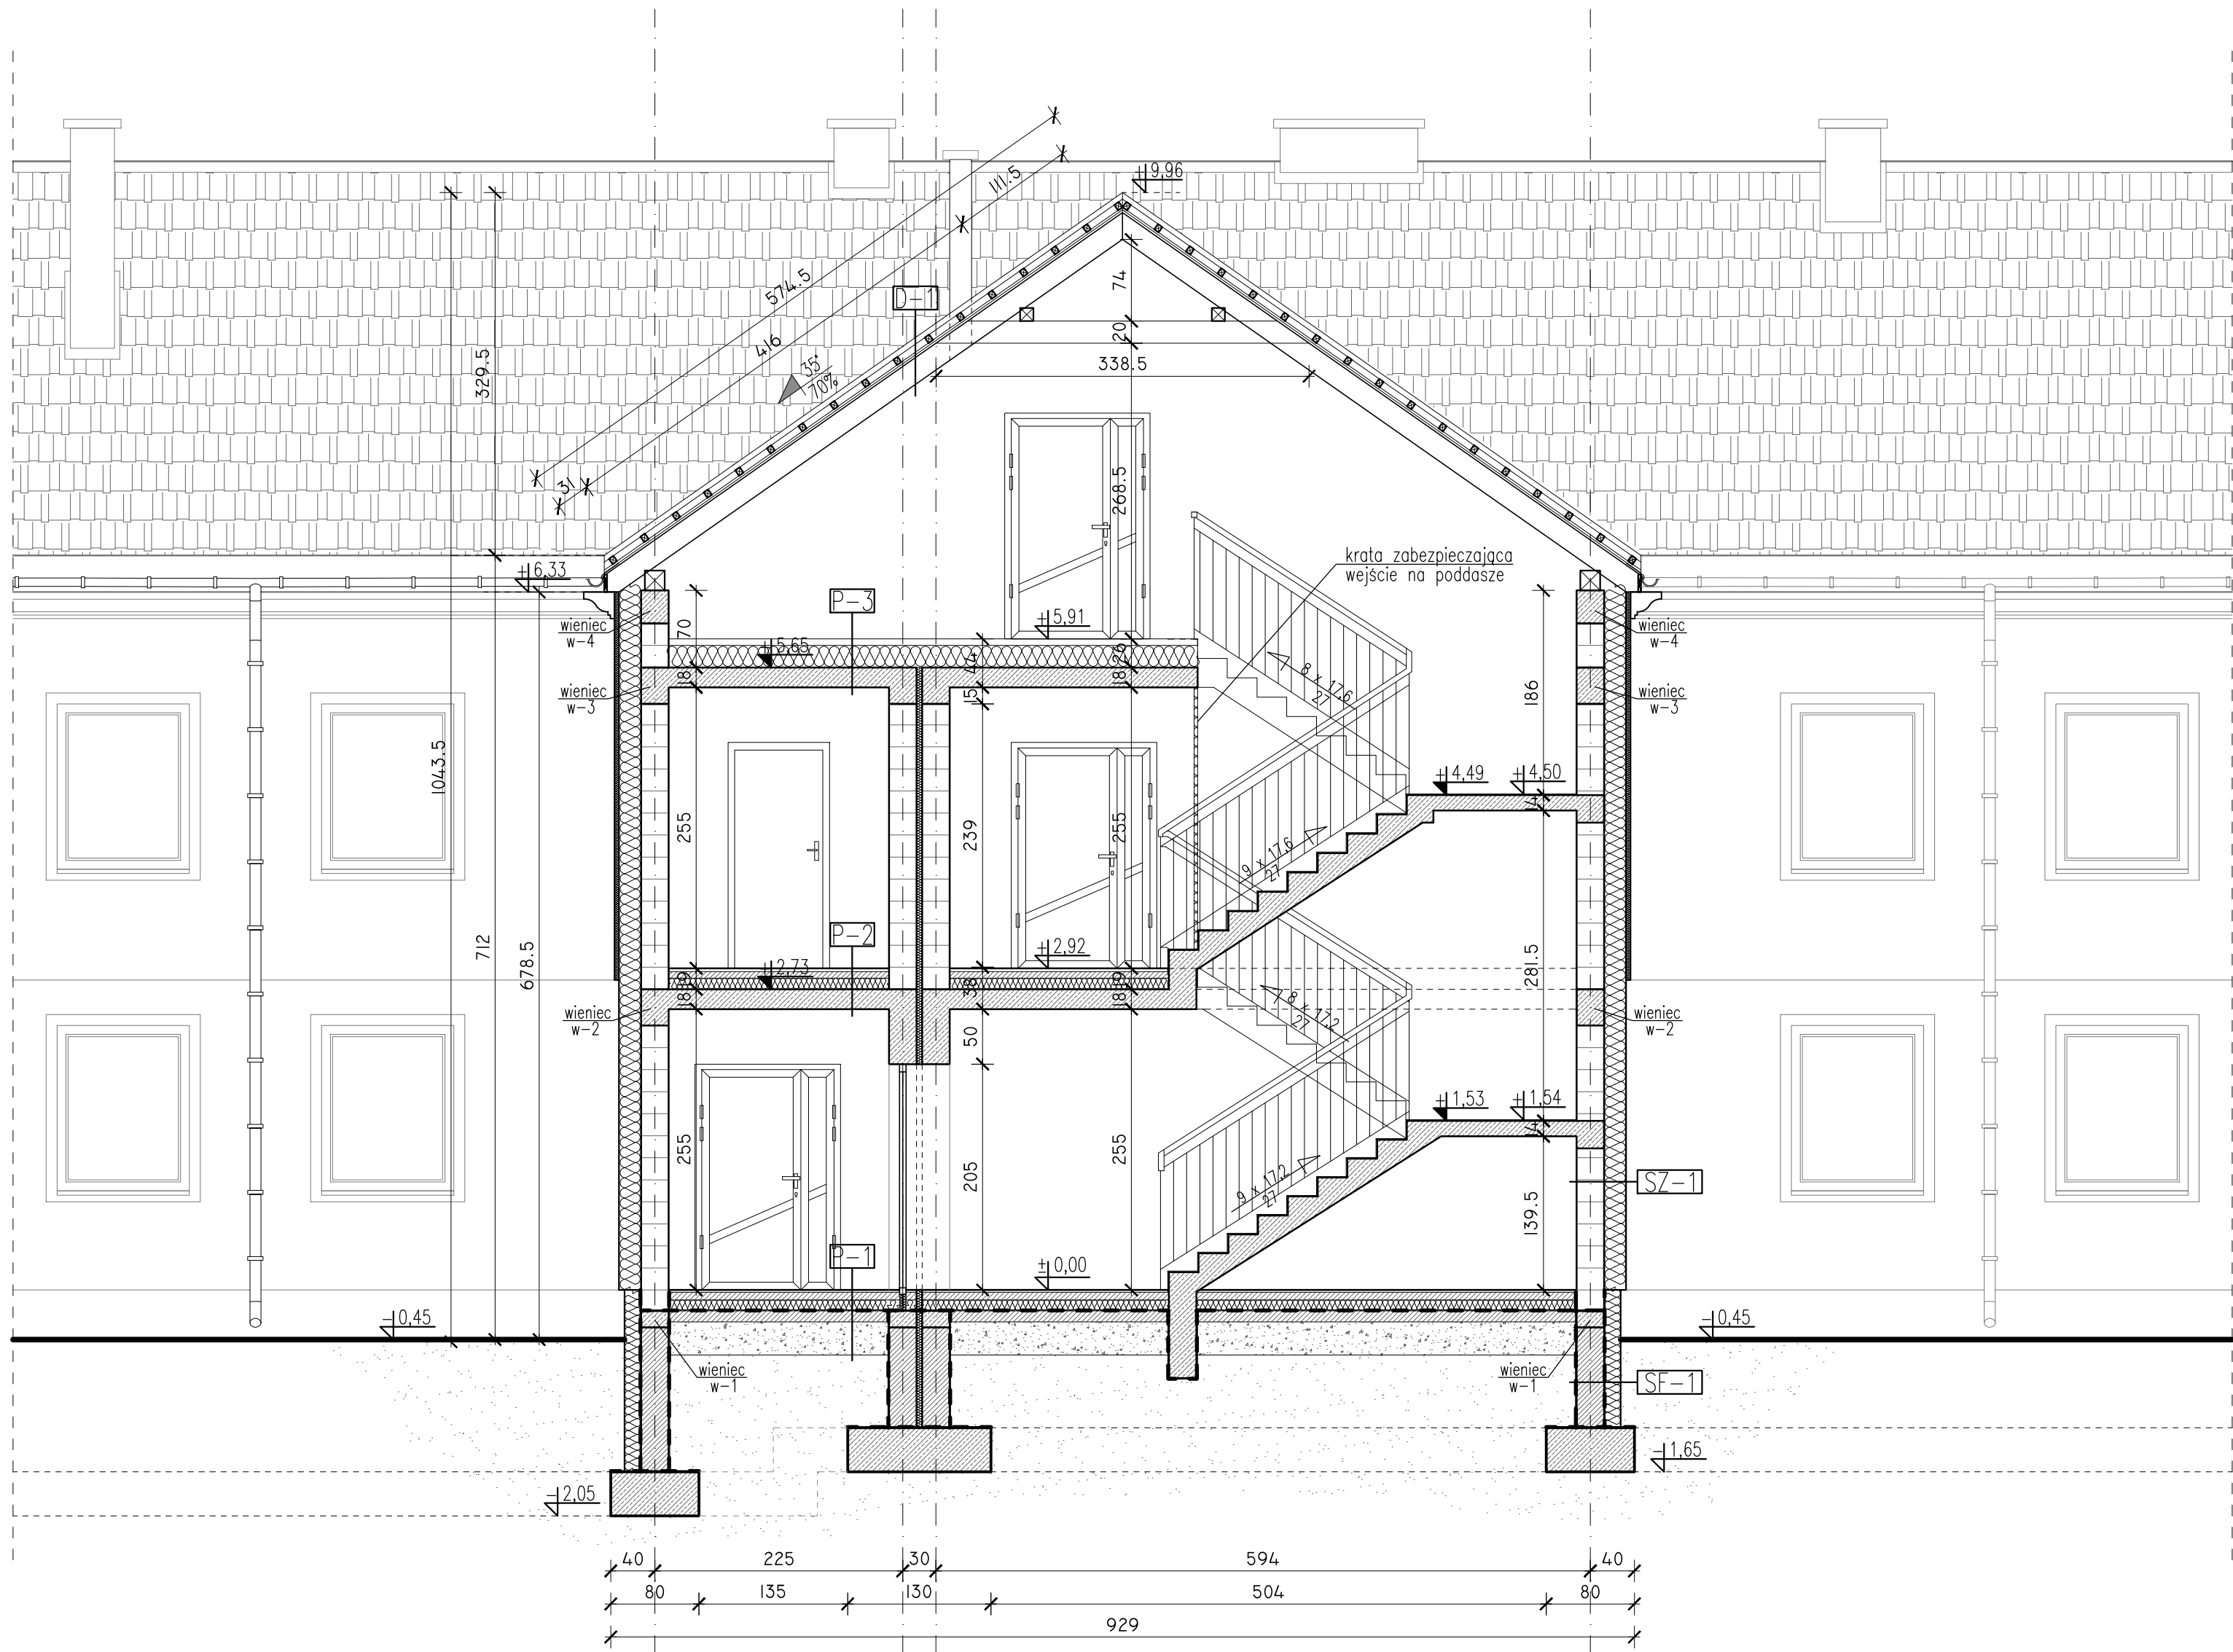 +9,96
111.5
574.5
416
35°
70%
31
D-1
74
20
338.5
329.5
268.5
+6,33
krata zabezpieczająca
wejście na poddasze
P-3
+5,91
+5,65
wieniec
w-4
70
wieniec
w-4
18
44
15
18
26
8 x 17,6
27
wieniec
w-3
186
wieniec
w-3
1043.5
+4,49
+4,50
14
255
239
255
9 x 17,6
27
712
678.5
P-2
+2,92
+2,73
281.5
18
19
38
18
19
8 x 17,2
27
wieniec
w-2
wieniec
w-2
50
+1,53
+1,54
14
255
205
255
9 x 17,2
27
SZ-1
139.5
P-1
±0,00
-0,45
-0,45
wieniec
w-1
wieniec
w-1
SF-1
-1,65
-2,05
40
225
30
594
40
80
135
130
504
80
929